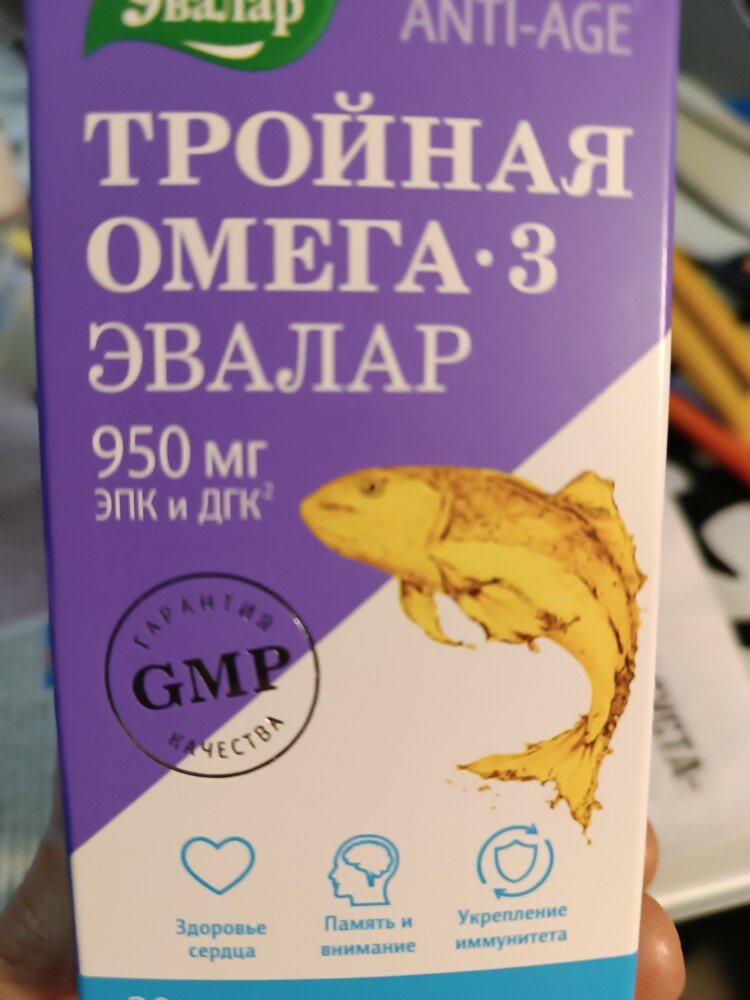 Эвалар
ANTI-AGE
ТРОЙНАЯ
ОМЕГА·3
ЭВАЛАР
950 мг
ЭПК и ДГК²
ГАРАНТИЯ
GMP
КАЧЕСТВА
Здоровье
сердца
Память и
внимание
Укрепление
иммунитета